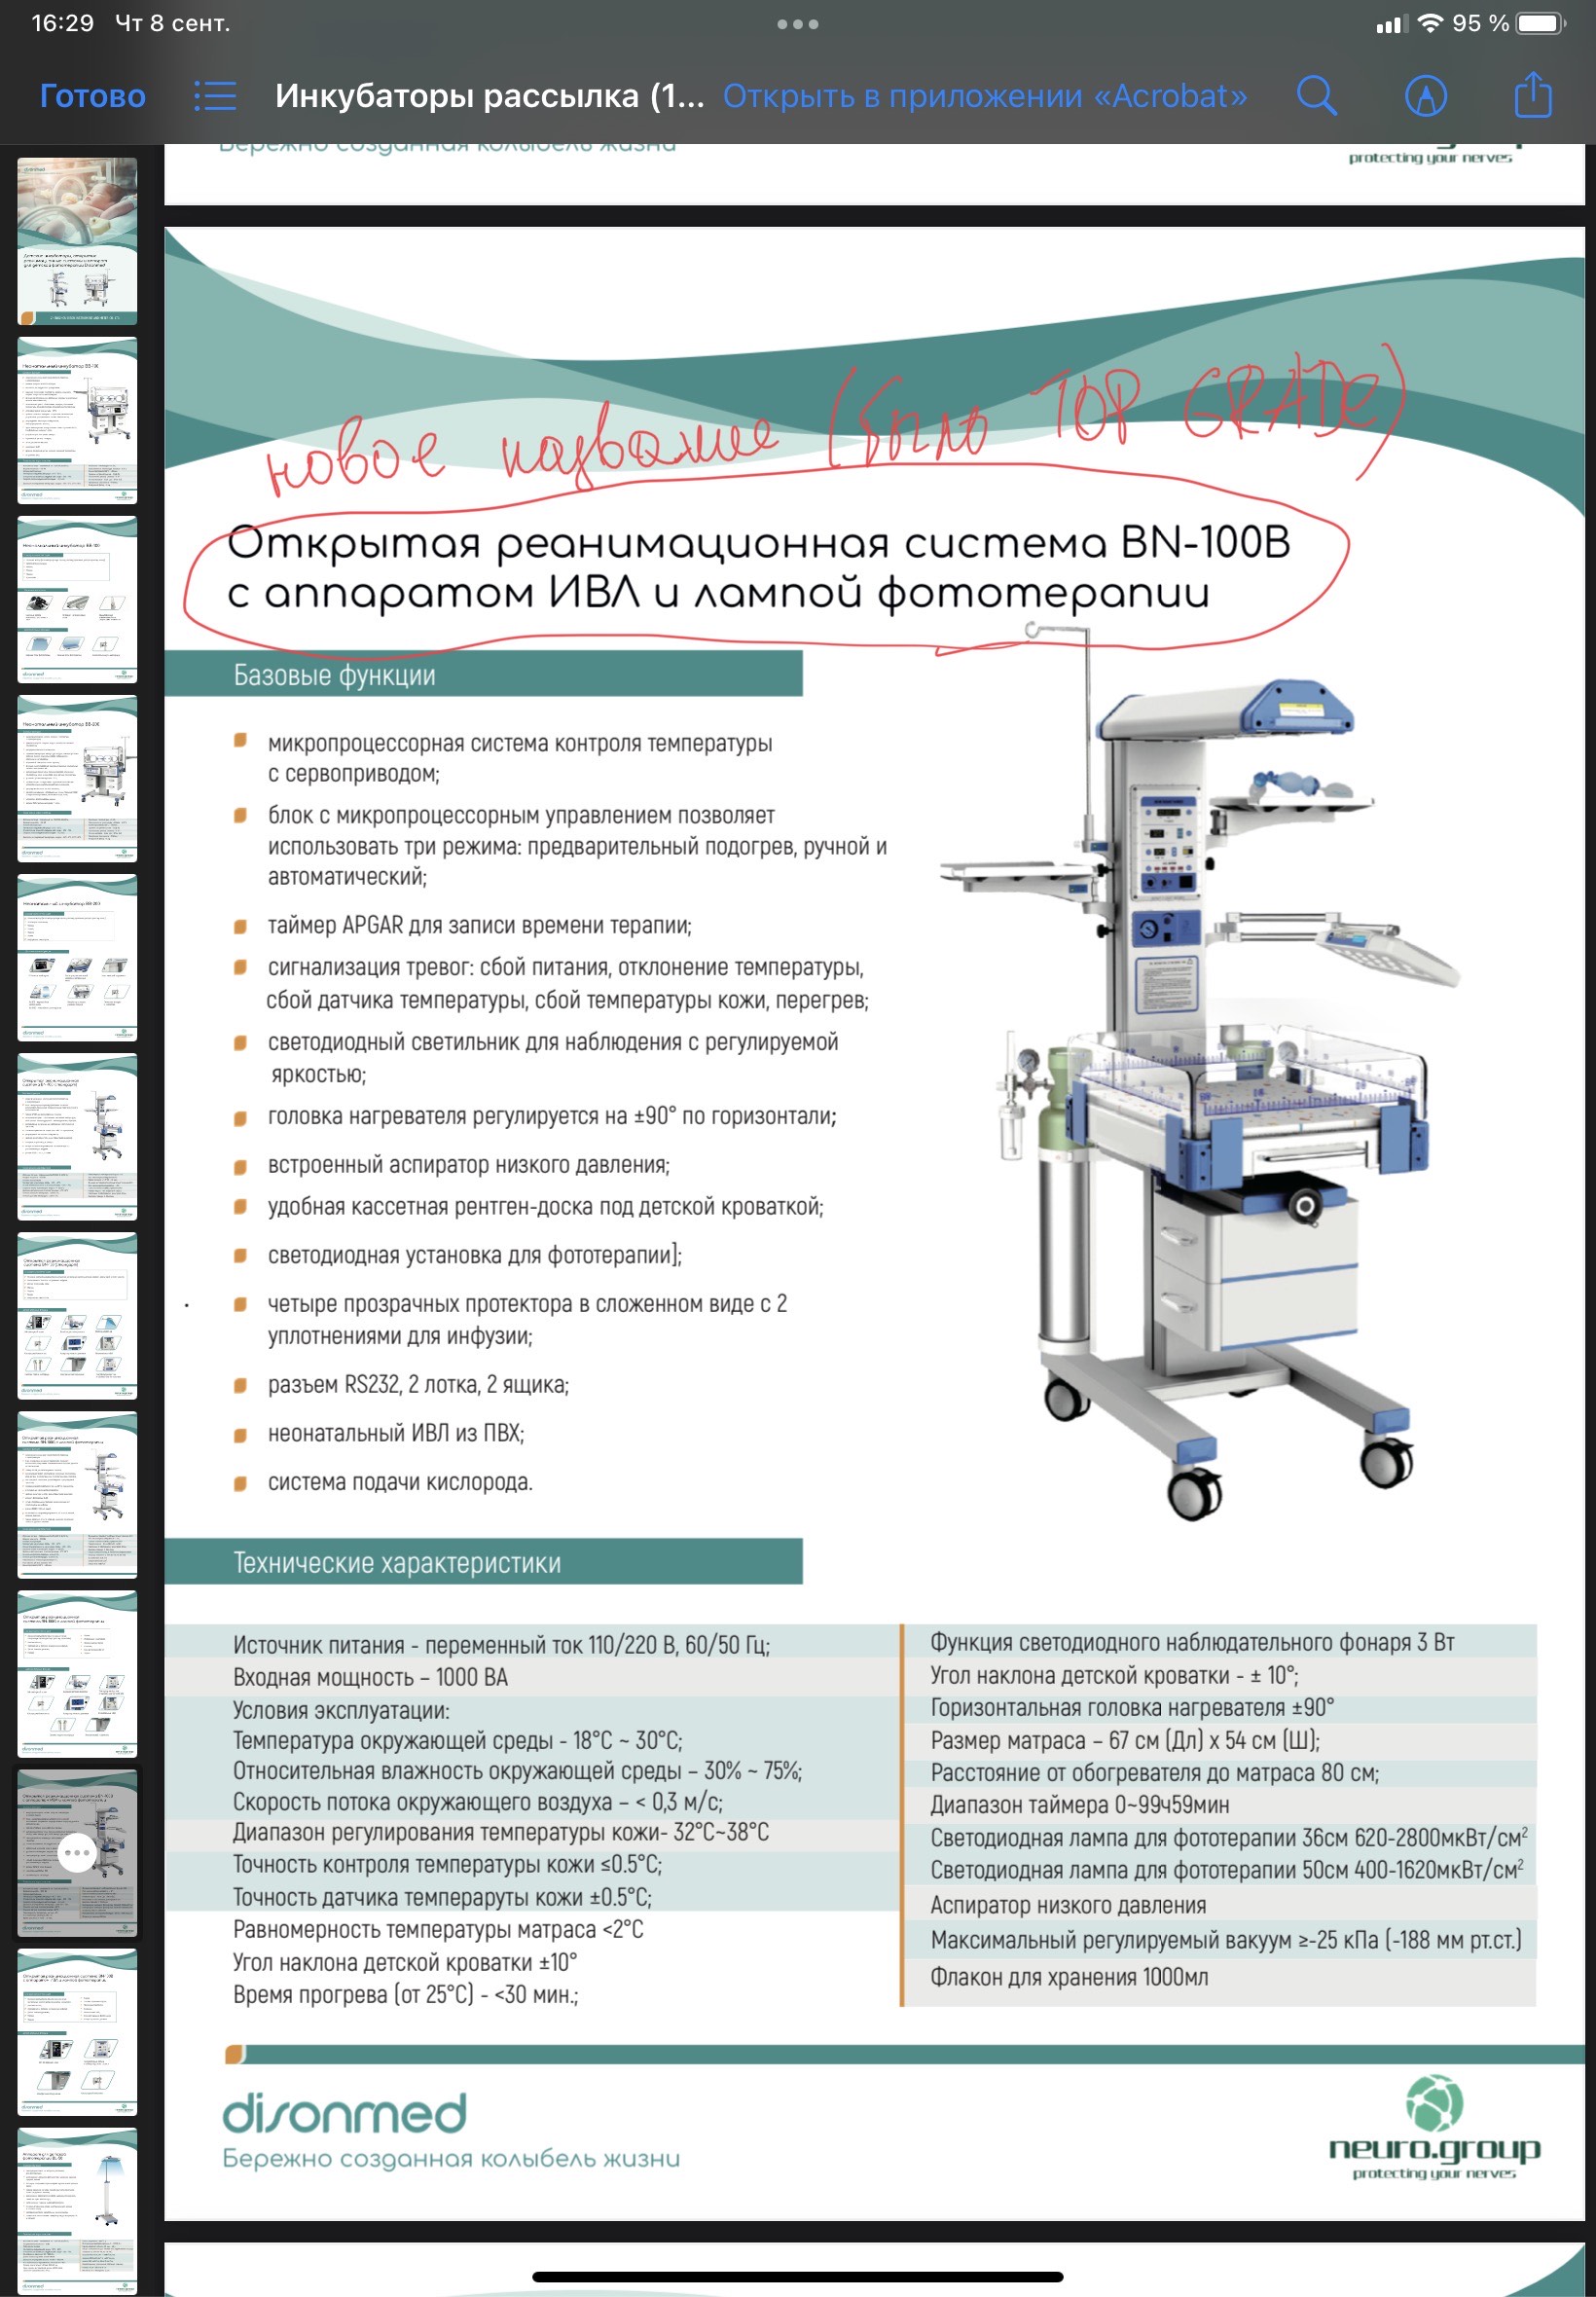 16:29 Чт 8 сент.
95 %
Готово
Инкубаторы рассылка (1...
Открыть в приложении «Acrobat»
Бережно созданная колыбель жизни
protecting your nerves
новое название (было TOP GRADE)
Открытая реанимационная система BN-100B
с аппаратом ИВЛ и лампой фототерапии
Базовые функции
микропроцессорная система контроля температуры
с сервоприводом;
блок с микропроцессорным управлением позволяет
использовать три режима: предварительный подогрев, ручной и
автоматический;
таймер APGAR для записи времени терапии;
сигнализация тревог: сбой питания, отклонение температуры,
сбой датчика температуры, сбой температуры кожи, перегрев;
светодиодный светильник для наблюдения с регулируемой
яркостью;
головка нагревателя регулируется на ±90° по горизонтали;
встроенный аспиратор низкого давления;
удобная кассетная рентген-доска под детской кроваткой;
светодиодная установка для фототерапии];
четыре прозрачных протектора в сложенном виде с 2
уплотнениями для инфузии;
разъем RS232, 2 лотка, 2 ящика;
неонатальный ИВЛ из ПВХ;
система подачи кислорода.
Технические характеристики
Источник питания - переменный ток 110/220 В, 60/50 Гц;
Входная мощность – 1000 ВА
Условия эксплуатации:
Температура окружающей среды - 18°C ~ 30°C;
Относительная влажность окружающей среды – 30% ~ 75%;
Скорость потока окружающего воздуха – < 0,3 м/с;
Диапазон регулирования температуры кожи- 32°C~38°C
Точность контроля температуры кожи ≤0.5°C;
Точность датчика темпераруты кожи ±0.5°C;
Равномерность температуры матраса <2°C
Угол наклона детской кроватки ±10°
Время прогрева (от 25°C) - <30 мин.;
Функция светодиодного наблюдательного фонаря 3 Вт
Угол наклона детской кроватки - ± 10°;
Горизонтальная головка нагревателя ±90°
Размер матраса – 67 см (Дл) x 54 см (Ш);
Расстояние от обогревателя до матраса 80 см;
Диапазон таймера 0~99ч59мин
Светодиодная лампа для фототерапии 36см 620-2800мкВт/см²
Светодиодная лампа для фототерапии 50см 400-1620мкВт/см²
Аспиратор низкого давления
Максимальный регулируемый вакуум ≥-25 кПа (-188 мм рт.ст.)
Флакон для хранения 1000мл
disonmed
Бережно созданная колыбель жизни
neuro.group
protecting your nerves